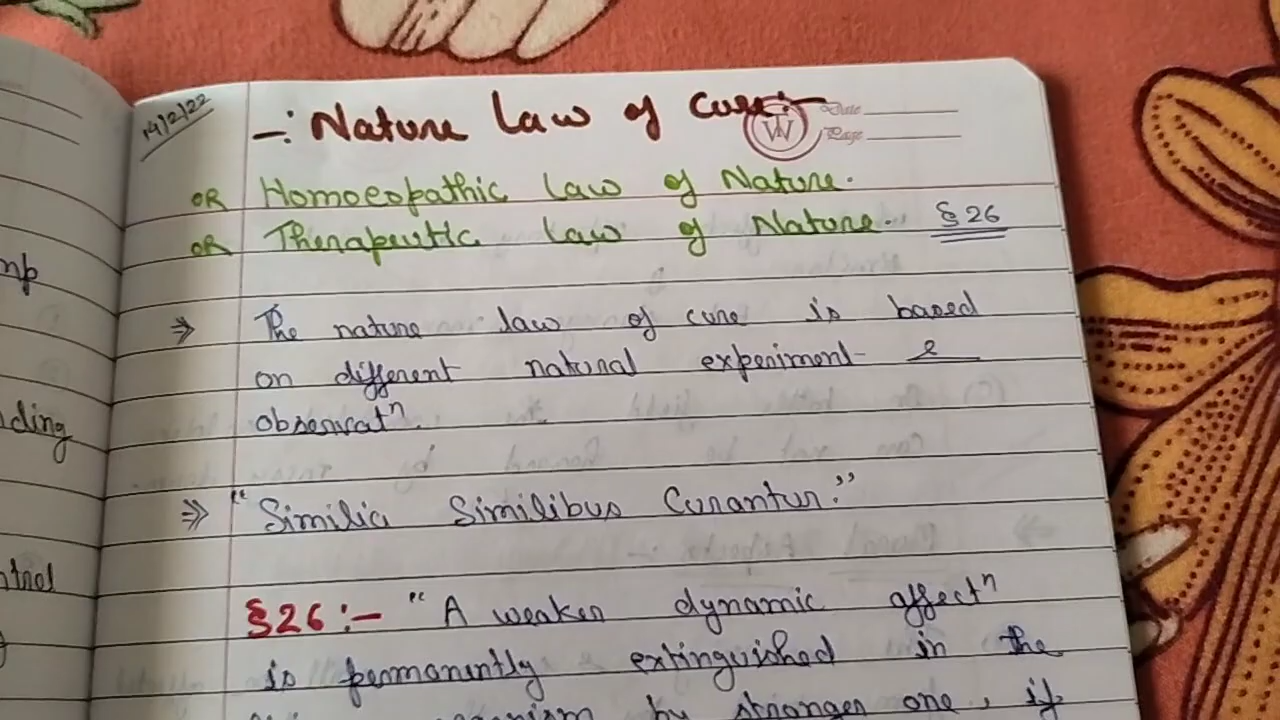 14/2/22
-: Nature law of cure:-
Date
Page
OR Homoeopathic law of Nature.
OR Therapeutic law of Nature. § 26
⇒ The nature law of cure is based
on different natural experiment &
observatⁿ.
⇒ "Similia Similibus Curantur."
§26:- "A weaker dynamic affectⁿ
is permanently extinguished in the
by stronger one, if
mp
ding